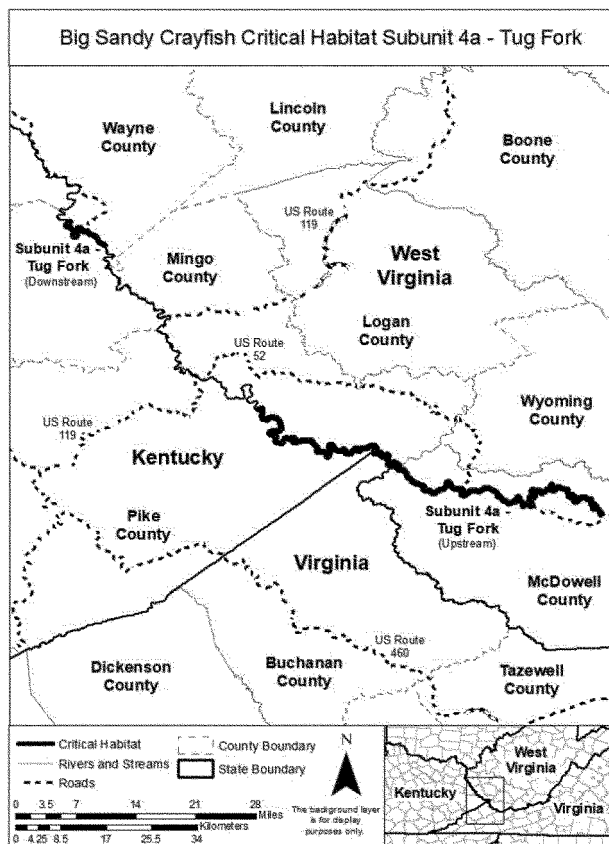 Big Sandy Crayfish Critical Habitat Subunit 4a - Tug Fork
Wayne
County
Lincoln
County
Boone
County
US Route
119
Subunit 4a -
Tug Fork
(Downstream)
Mingo
County
West
Virginia
Logan
County
US Route
52
Wyoming
County
US Route
119
Kentucky
Subunit 4a -
Tug Fork
(Upstream)
Pike
County
Virginia
McDowell
County
US Route
460
Dickenson
County
Buchanan
County
Tazewell
County
Critical Habitat
Rivers and Streams
Roads
County Boundary
State Boundary
N
The background layer
is for display
purposes only.
0 3.5 7 14 21 28
Miles
Kilometers
0 4.25 8.5 17 25.5 34
West
Virginia
Kentucky
Virginia